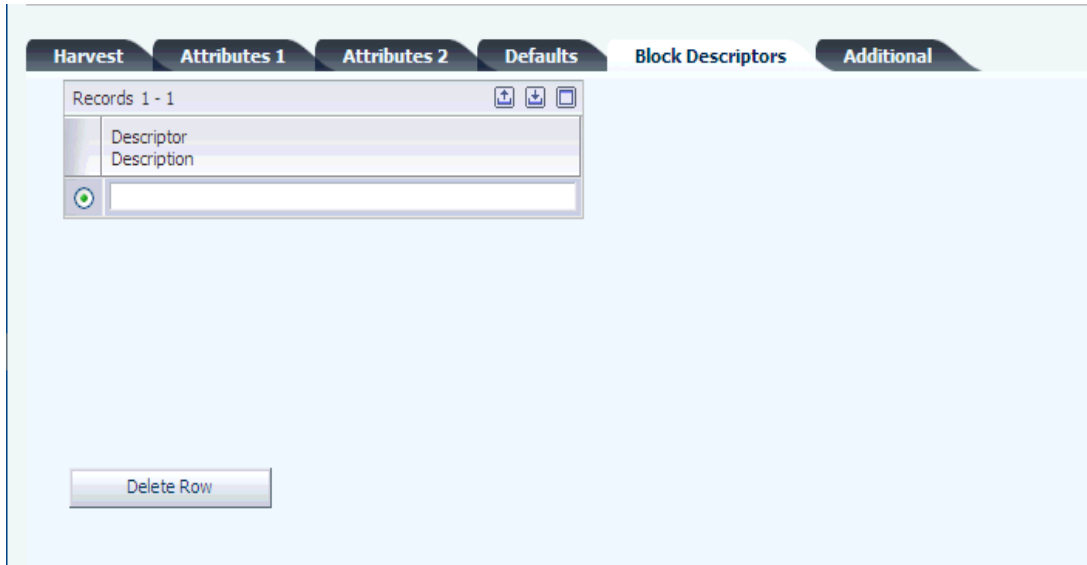 Harvest Attributes 1 Attributes 2 Defaults Block Descriptors Additional
Records 1 - 1
Descriptor
Description
Delete Row